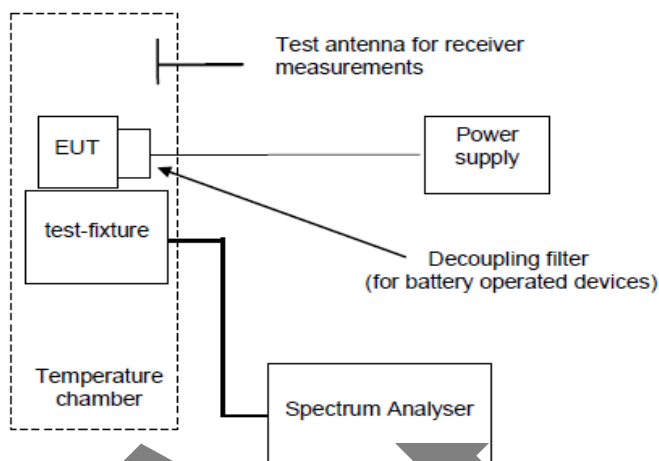 Test antenna for receiver
measurements
EUT
Power
supply
test-fixture
Decoupling filter
(for battery operated devices)
Temperature
chamber
Spectrum Analyser